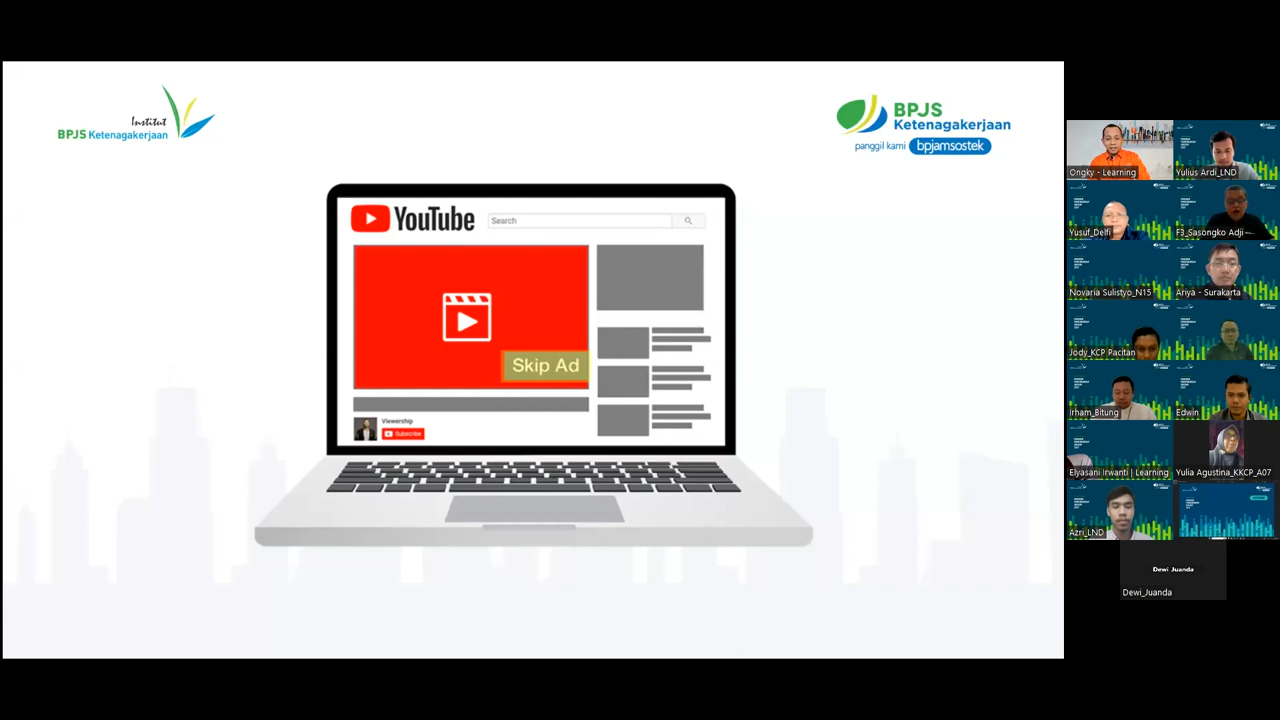 Institut
BPJS Ketenagakerjaan
BPJS
Ketenagakerjaan
panggil kami bpjamsostek
YouTube
Search
Skip Ad
Viewership
Subscribe
Ongky - Learning
Yulius Ardi_LND
Yusuf_Delfi
F3_Sasongko Adji
Novaria Sulistyo_N15
Ariya - Surakarta
Jody_KCP Pacitan
Irham_Bitung
Edwin
Elyasani Irwanti | Learning
Yulia Agustina_KKCP_A07
Azri_LND
Dewi Juanda
Dewi_Juanda